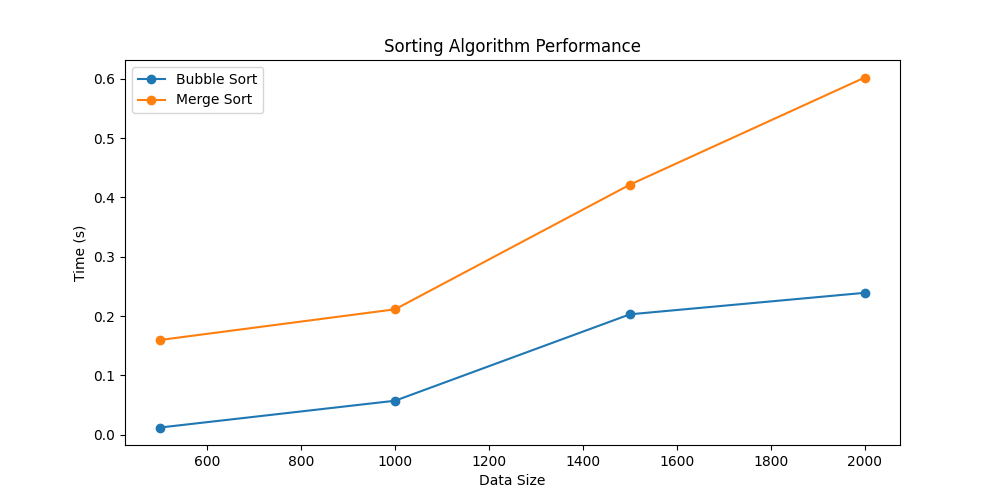 Sorting Algorithm Performance
Bubble Sort
Merge Sort
Time (s)
0.6
0.5
0.4
0.3
0.2
0.1
0.0
600 800 1000 1200 1400 1600 1800 2000
Data Size